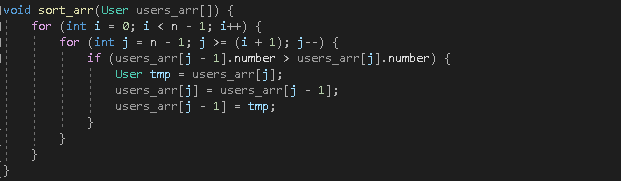 void sort_arr(User users_arr[]) {
    for (int i = 0; i < n - 1; i++) {
        for (int j = n - 1; j >= (i + 1); j--) {
            if (users_arr[j - 1].number > users_arr[j].number) {
                User tmp = users_arr[j];
                users_arr[j] = users_arr[j - 1];
                users_arr[j - 1] = tmp;
            }
        }
    }
}